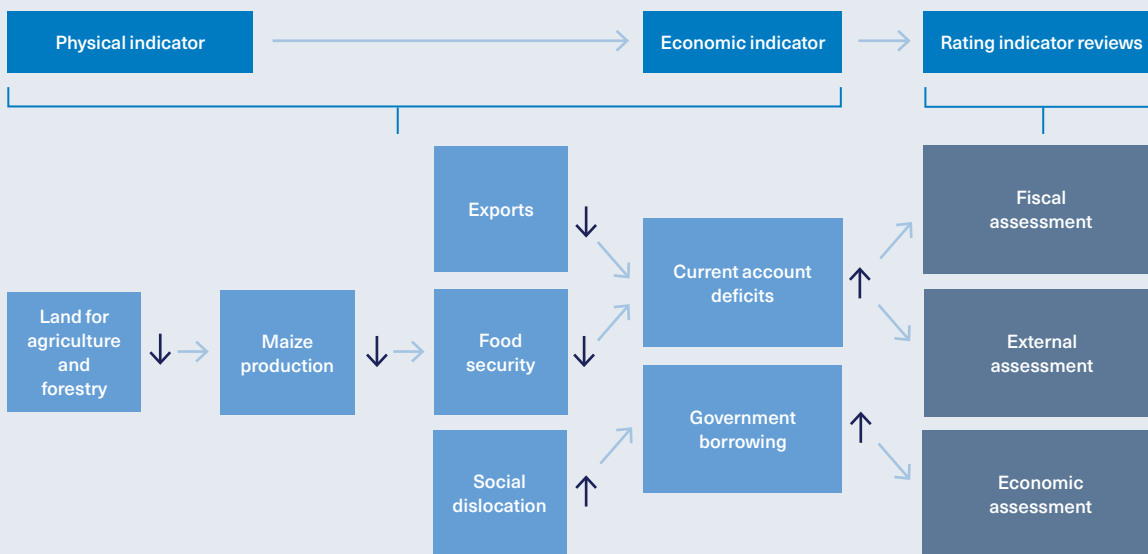 Physical indicator
Economic indicator
Rating indicator reviews
Exports
Fiscal
assessment
Current account
deficits
Land for
agriculture
and
forestry
Maize
production
Food
security
External
assessment
Government
borrowing
Social
dislocation
Economic
assessment